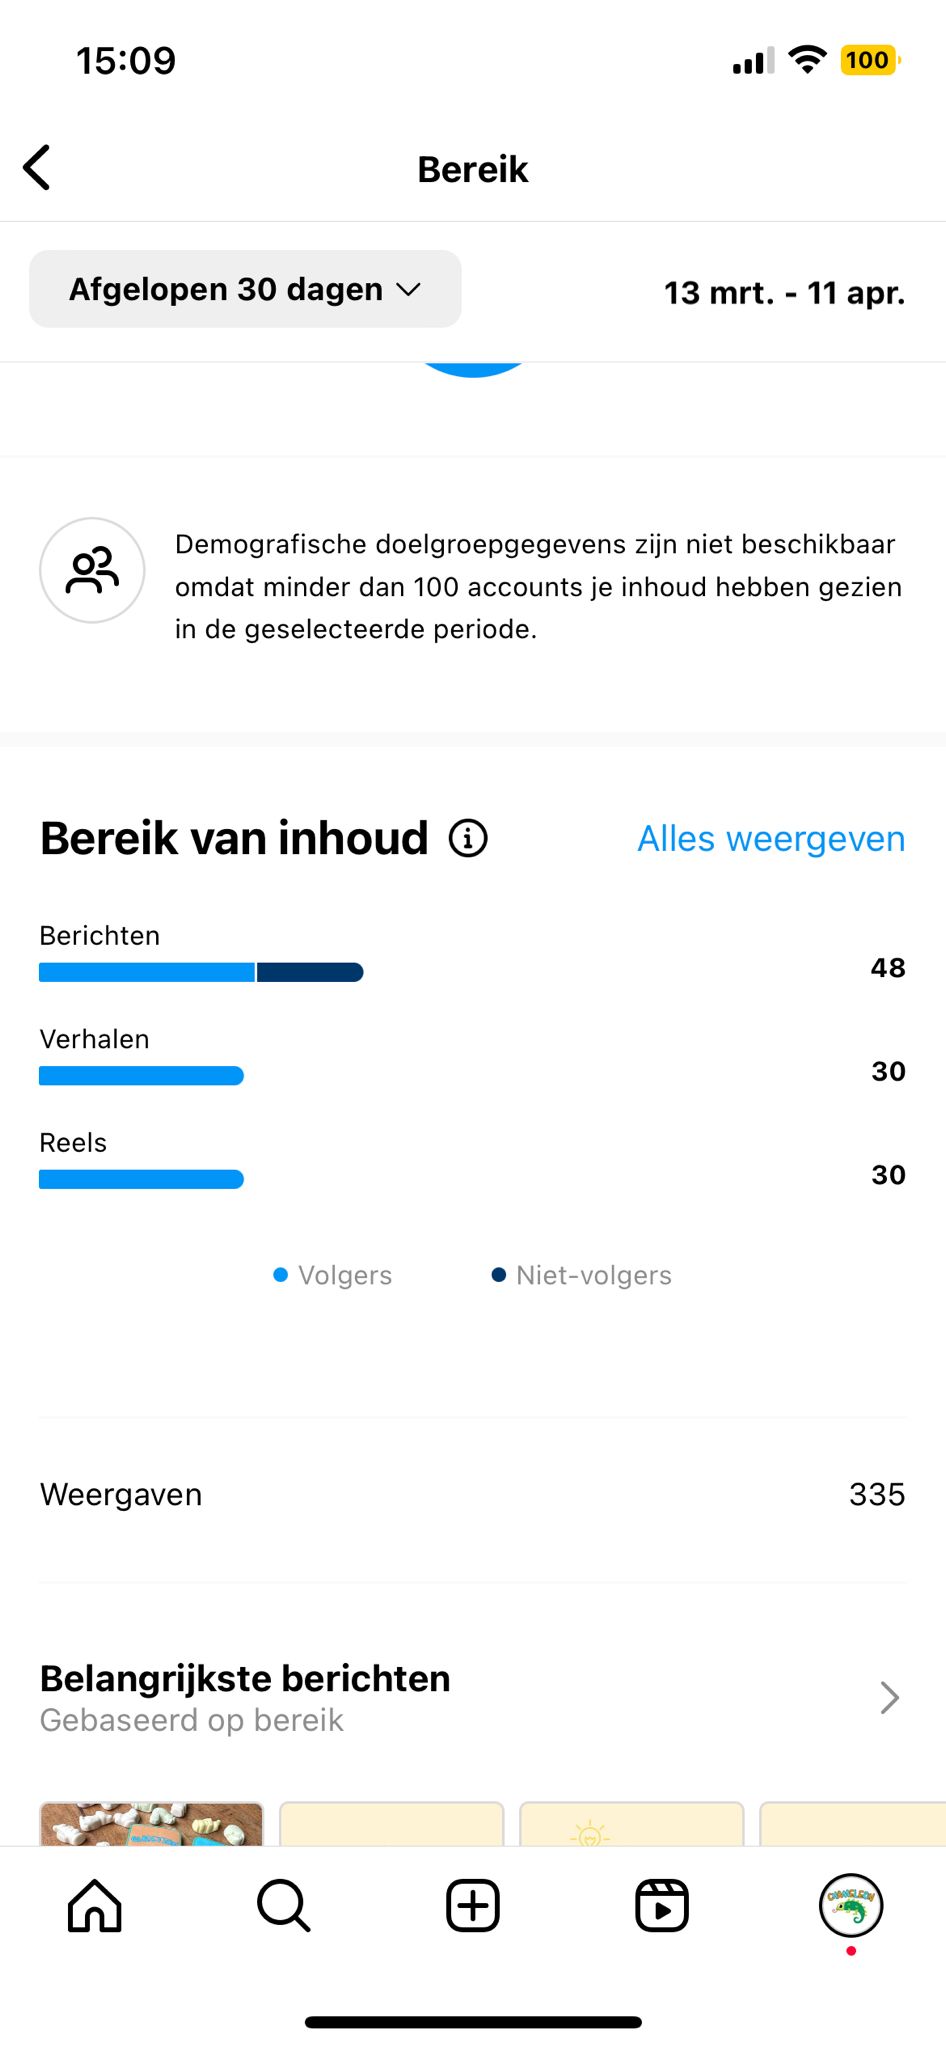 15:09
100
Bereik
Afgelopen 30 dagen
13 mrt. - 11 apr.
Demografische doelgroepgegevens zijn niet beschikbaar
omdat minder dan 100 accounts je inhoud hebben gezien
in de geselecteerde periode.
Bereik van inhoud
Alles weergeven
Berichten
48
Verhalen
30
Reels
30
Volgers
Niet-volgers
Weergaven
335
Belangrijkste berichten
Gebaseerd op bereik
CHAMELEON